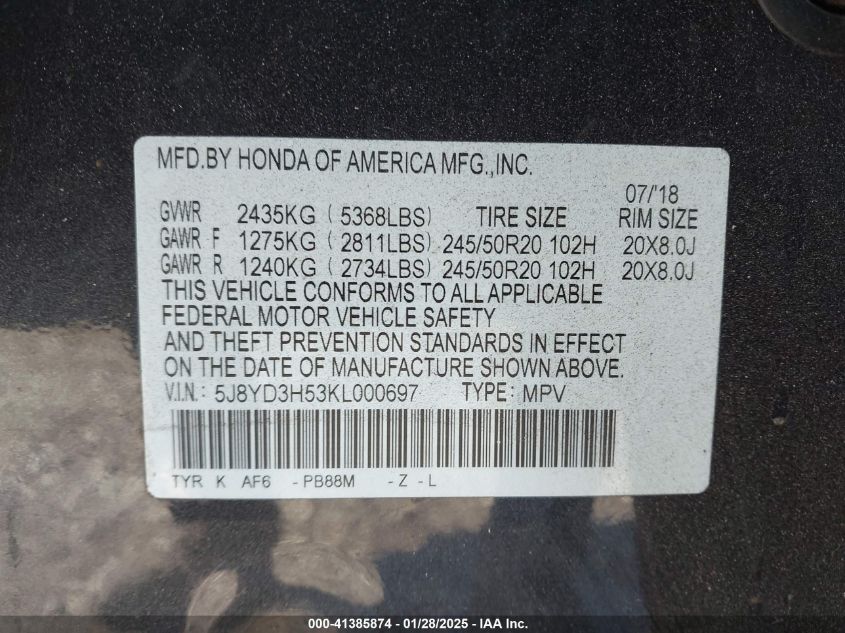 MFD.BY HONDA OF AMERICA MFG.,INC.
07/'18
GVWR 2435KG ( 5368LBS) TIRE SIZE RIM SIZE
GAWR F 1275KG ( 2811LBS) 245/50R20 102H 20X8.0J
GAWR R 1240KG ( 2734LBS) 245/50R20 102H 20X8.0J
THIS VEHICLE CONFORMS TO ALL APPLICABLE
FEDERAL MOTOR VEHICLE SAFETY
AND THEFT PREVENTION STANDARDS IN EFFECT
ON THE DATE OF MANUFACTURE SHOWN ABOVE.
V.I.N.: 5J8YD3H53KL000697 TYPE: MPV
TYR K AF6 - PB88M - Z - L
000-41385874 | 01/28/2025 - IAA Inc.